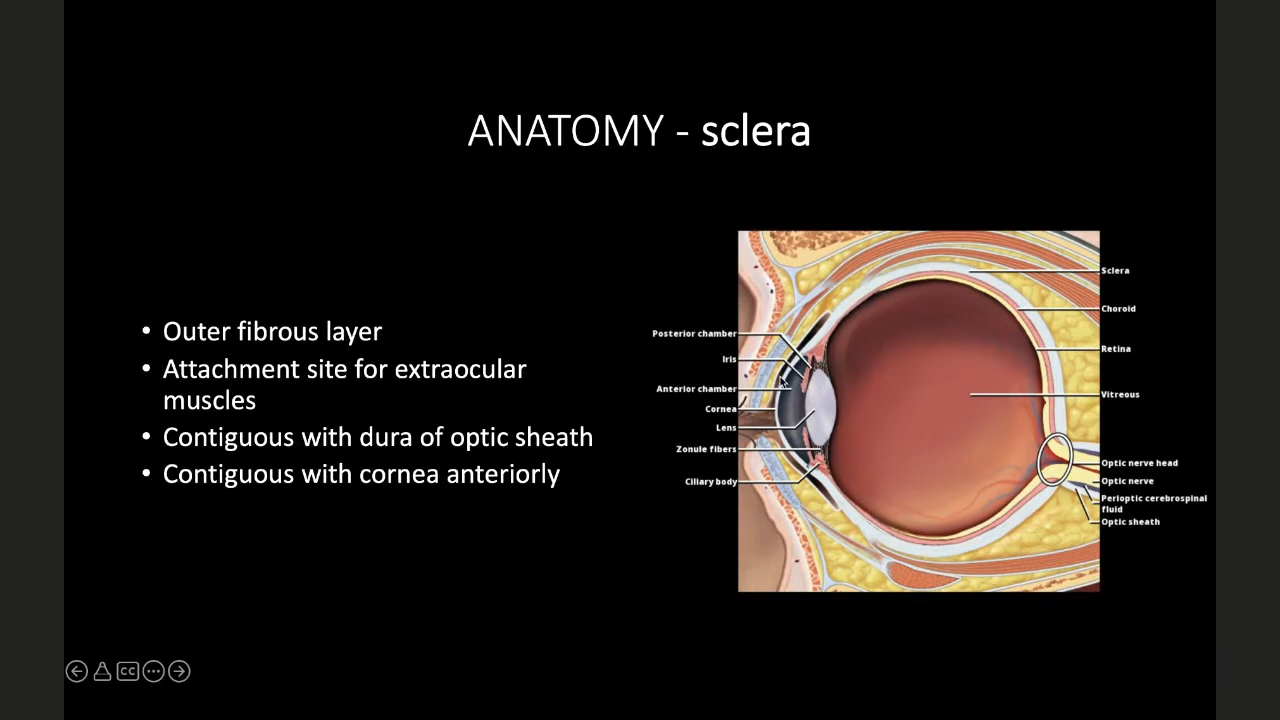 ANATOMY - sclera
• Outer fibrous layer
• Attachment site for extraocular
muscles
• Contiguous with dura of optic sheath
• Contiguous with cornea anteriorly
Posterior chamber
Iris
Anterior chamber
Cornea
Lens
Zonule fibers
Ciliary body
Sclera
Choroid
Retina
Vitreous
Optic nerve head
Optic nerve
Perioptic cerebrospinal
fluid
Optic sheath
CC